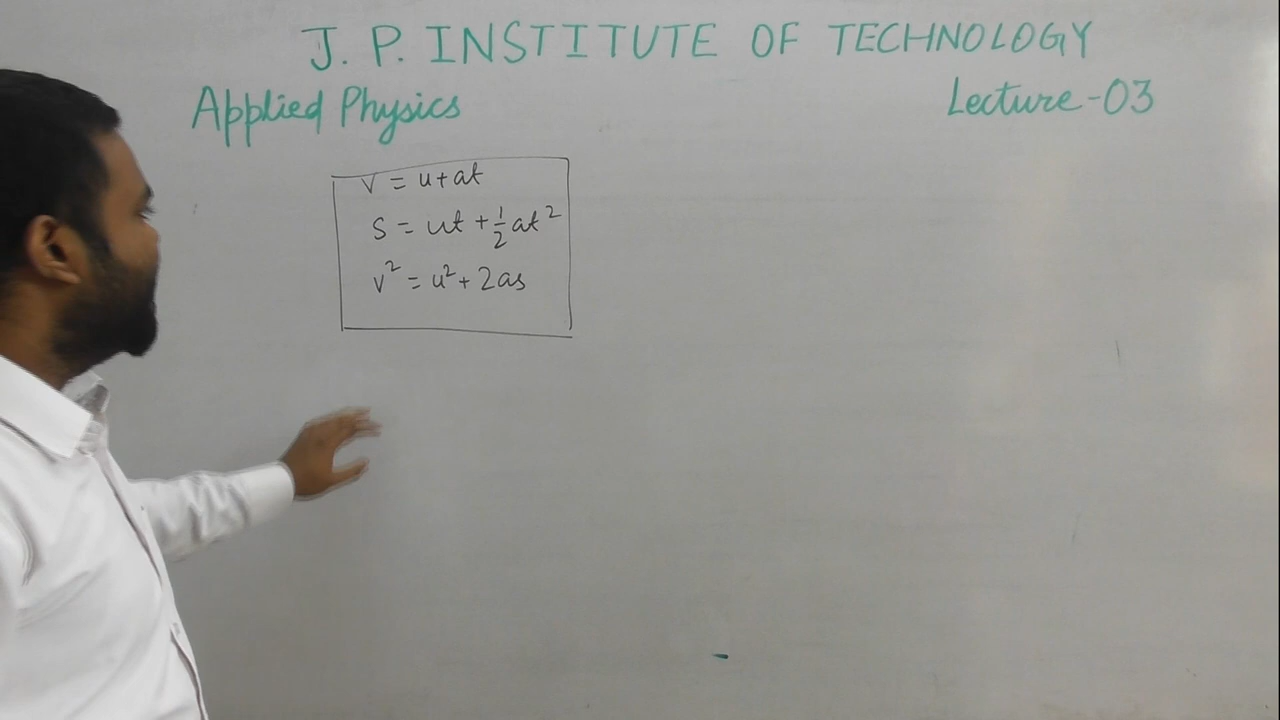 J. P. INSTITUTE OF TECHNOLOGY
Applied Physics Lecture-03
v = u+at
s = ut + 1/2 at²
v² = u² + 2as